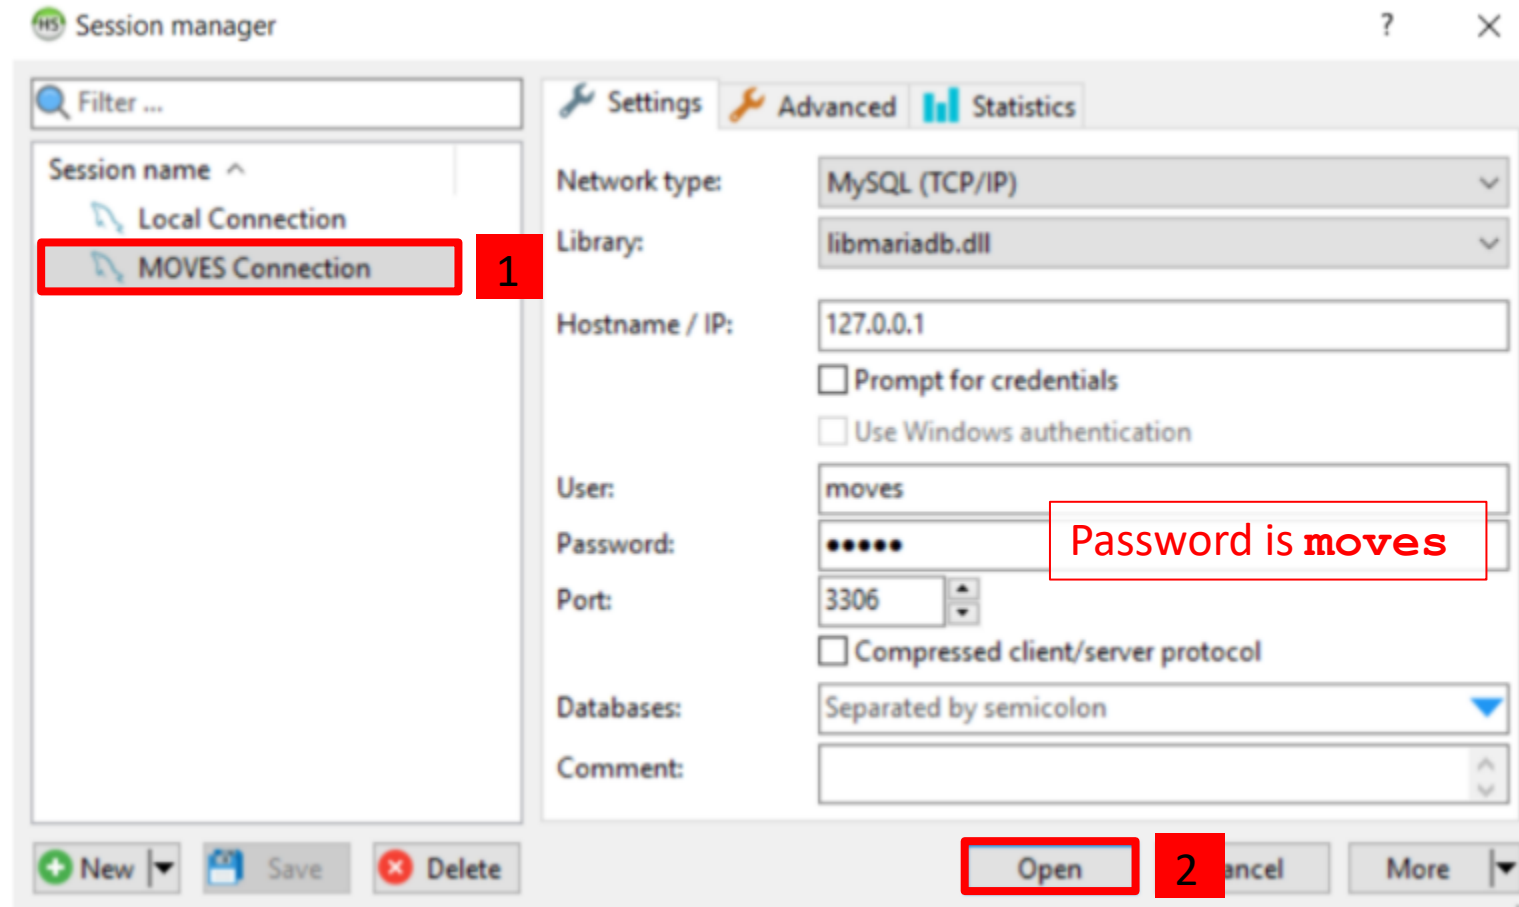 HS Session manager ?
Filter ...
Settings Advanced Statistics
Session name
Local Connection
MOVES Connection 1
Network type: MySQL (TCP/IP)
Library: libmariadb.dll
Hostname / IP: 127.0.0.1
Prompt for credentials
Use Windows authentication
User: moves
Password: ••••• Password is moves
Port: 3306
Compressed client/server protocol
Databases: Separated by semicolon
Comment:
New Save Delete Open 2 ancel More